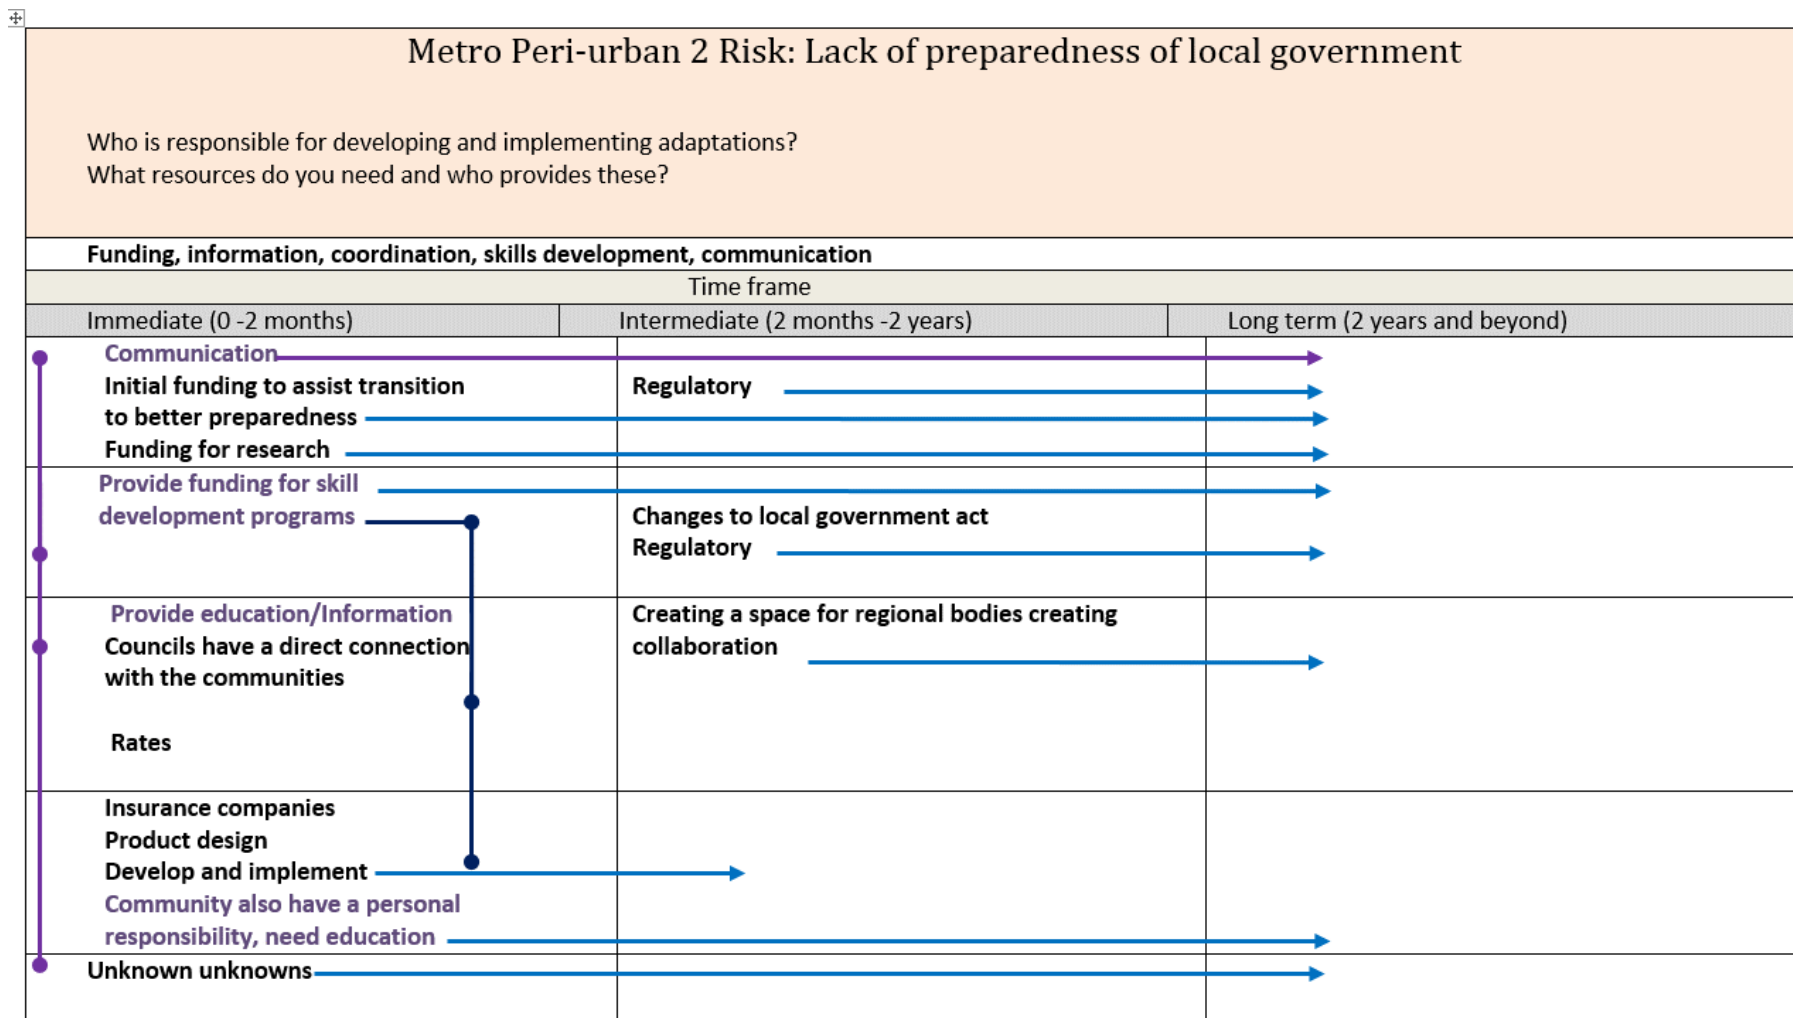 Metro Peri-urban 2 Risk: Lack of preparedness of local government
Who is responsible for developing and implementing adaptations?
What resources do you need and who provides these?
Funding, information, coordination, skills development, communication
Time frame
Immediate (0 -2 months)
Intermediate (2 months -2 years)
Long term (2 years and beyond)
Communication
Initial funding to assist transition
to better preparedness
Funding for research
Regulatory
Provide funding for skill
development programs
Changes to local government act
Regulatory
Provide education/Information
Councils have a direct connection
with the communities
Rates
Creating a space for regional bodies creating
collaboration
Insurance companies
Product design
Develop and implement
Community also have a personal
responsibility, need education
Unknown unknowns